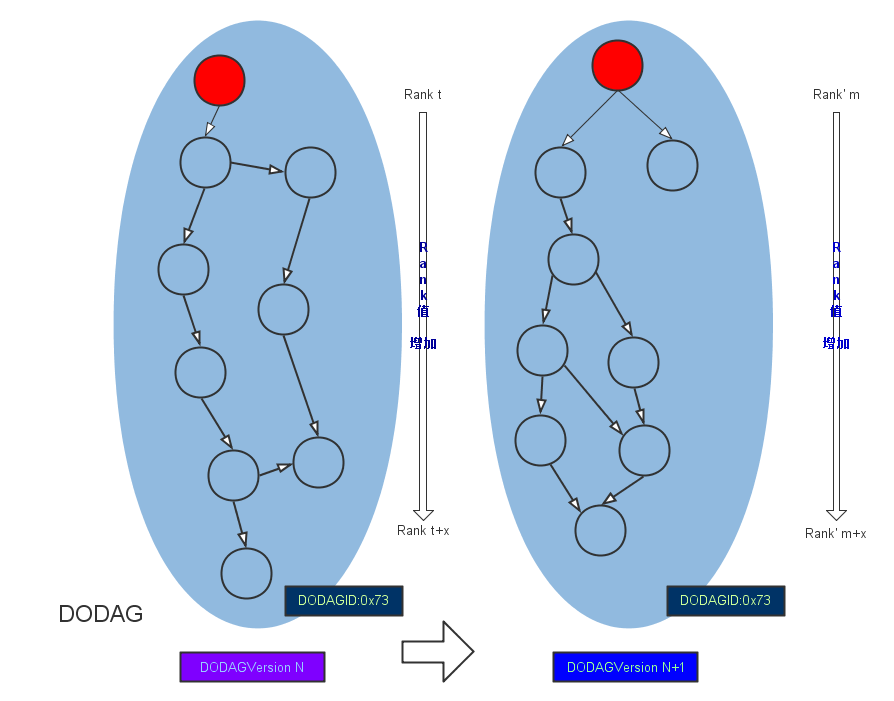 Rank t
Rank' m
Rank值 增加
Rank值 增加
Rank t+x
Rank' m+x
DODAGID:0x73
DODAGID:0x73
DODAG
DODAGVersion N
DODAGVersion N+1